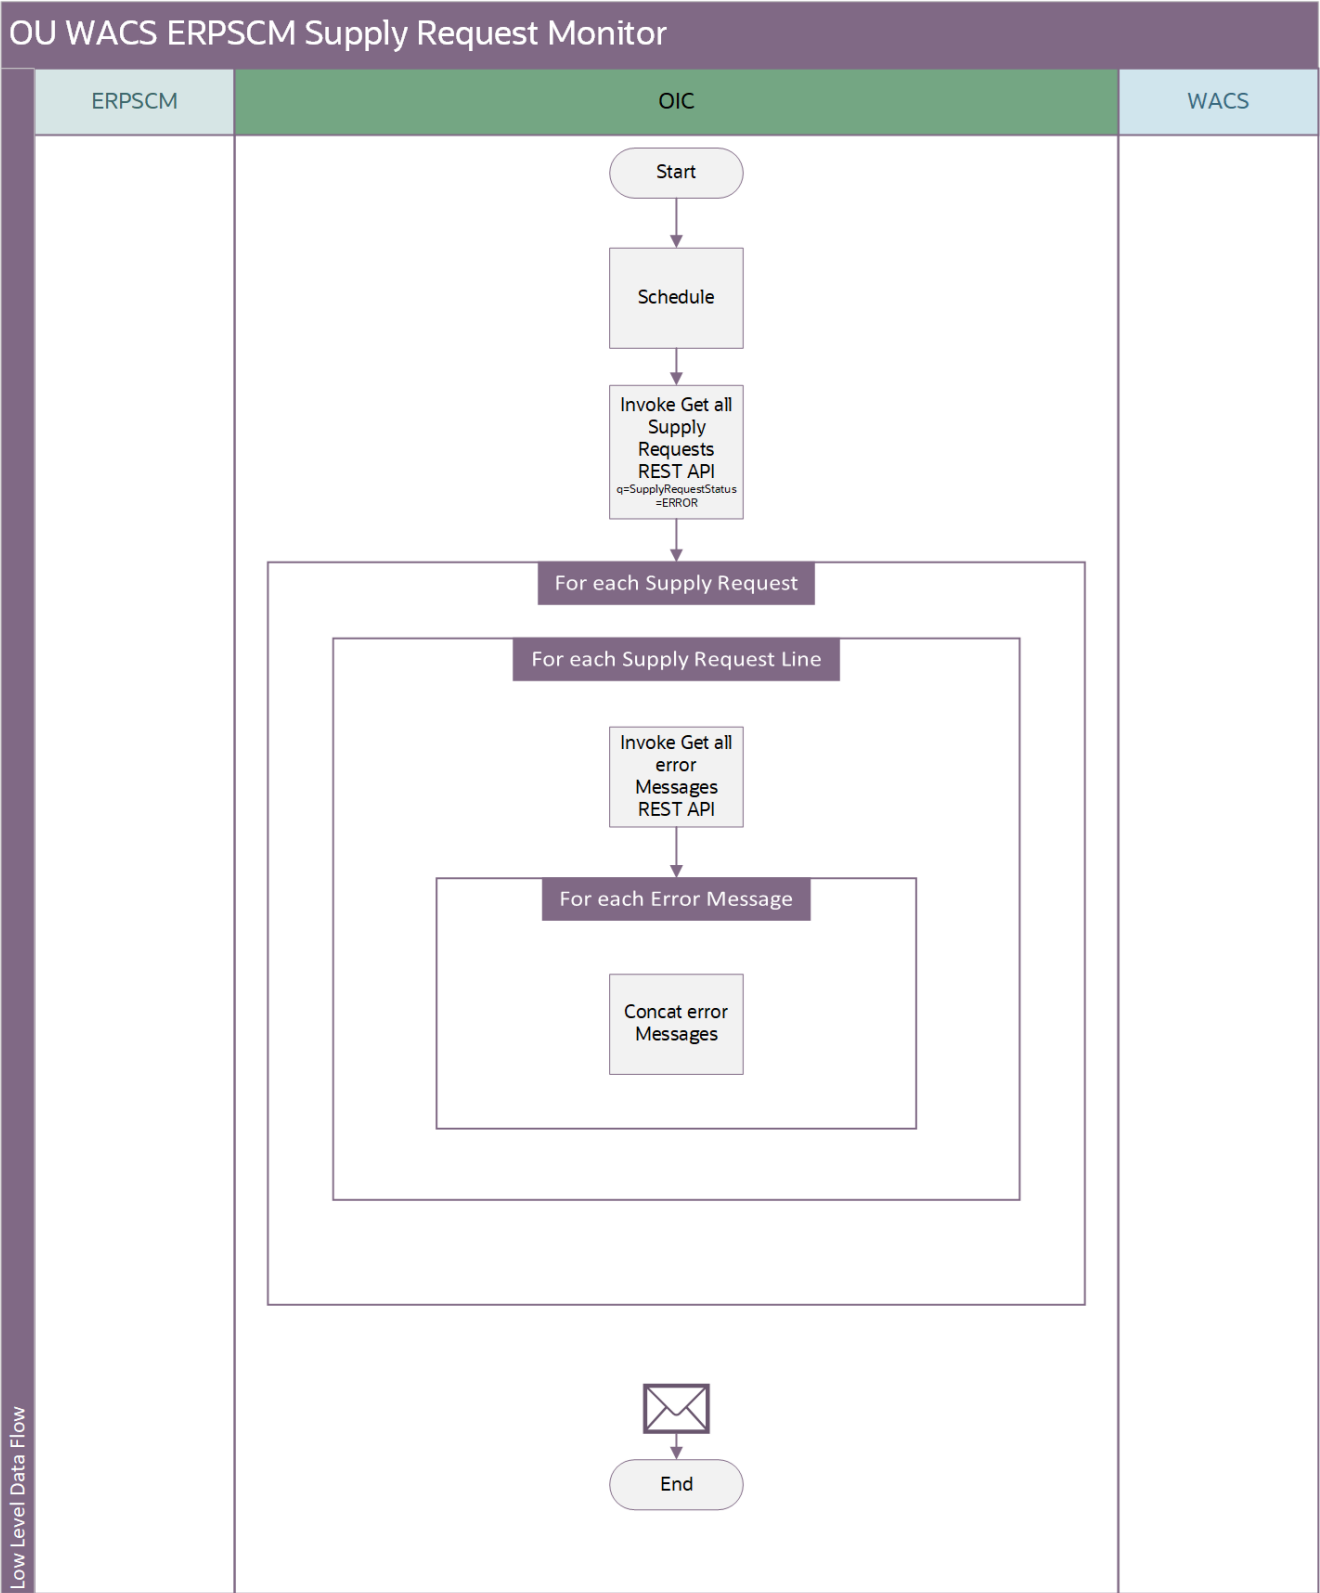 OU WACS ERPSCM Supply Request Monitor
ERPSCM
OIC
WACS
Start
Schedule
Invoke Get all
Supply
Requests
REST API
q=SupplyRequestStatus
=ERROR
For each Supply Request
For each Supply Request Line
Invoke Get all
error
Messages
REST API
For each Error Message
Concat error
Messages
End
Low Level Data Flow